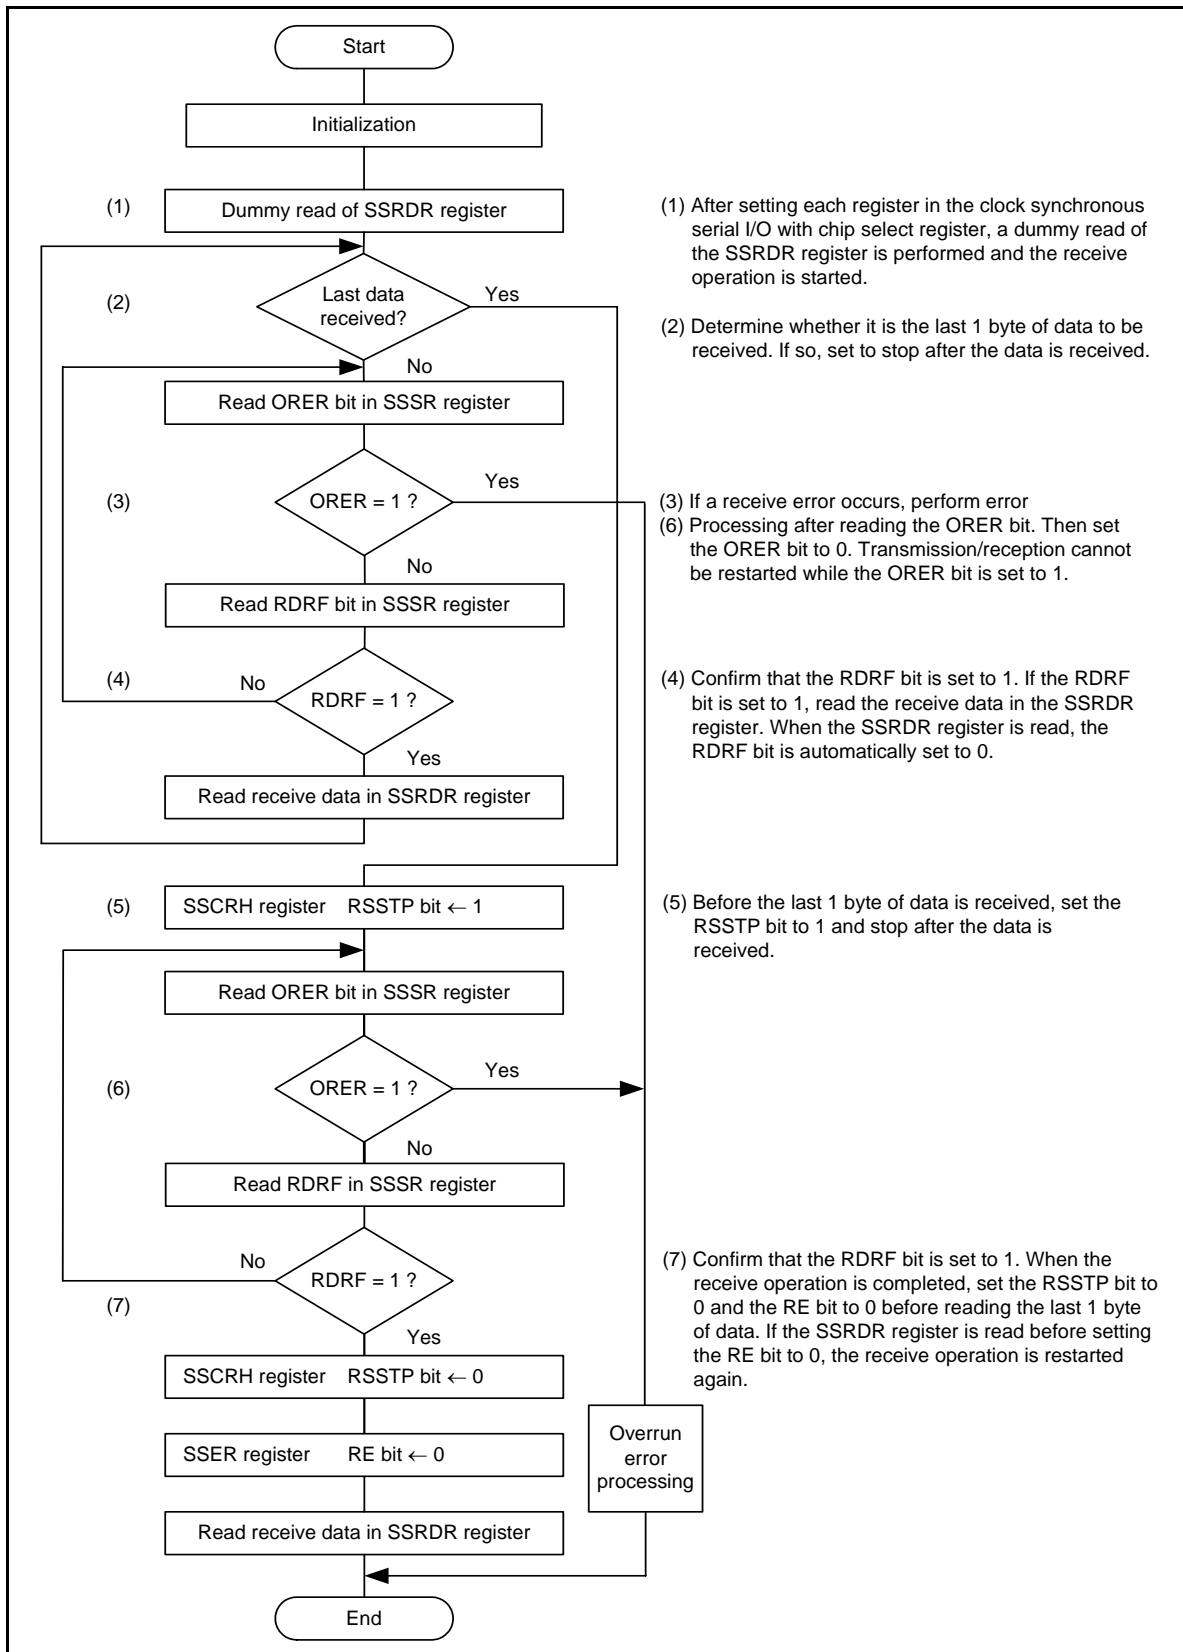 Start
Initialization
(1)
Dummy read of SSRDR register
(1) After setting each register in the clock synchronous
serial I/O with chip select register, a dummy read of
the SSRDR register is performed and the receive
operation is started.
(2)
Last data
received?
Yes
No
(2) Determine whether it is the last 1 byte of data to be
received. If so, set to stop after the data is received.
Read ORER bit in SSSR register
(3)
ORER = 1 ?
Yes
No
(3) If a receive error occurs, perform error
(6) Processing after reading the ORER bit. Then set
the ORER bit to 0. Transmission/reception cannot
be restarted while the ORER bit is set to 1.
Read RDRF bit in SSSR register
(4)
No
RDRF = 1 ?
Yes
(4) Confirm that the RDRF bit is set to 1. If the RDRF
bit is set to 1, read the receive data in the SSRDR
register. When the SSRDR register is read, the
RDRF bit is automatically set to 0.
Read receive data in SSRDR register
(5)
SSCRH register RSSTP bit ← 1
(5) Before the last 1 byte of data is received, set the
RSSTP bit to 1 and stop after the data is
received.
Read ORER bit in SSSR register
(6)
ORER = 1 ?
Yes
No
Read RDRF in SSSR register
No
RDRF = 1 ?
(7)
Yes
(7) Confirm that the RDRF bit is set to 1. When the
receive operation is completed, set the RSSTP bit to
0 and the RE bit to 0 before reading the last 1 byte
of data. If the SSRDR register is read before setting
the RE bit to 0, the receive operation is restarted
again.
SSCRH register RSSTP bit ← 0
SSER register RE bit ← 0
Overrun
error
processing
Read receive data in SSRDR register
End